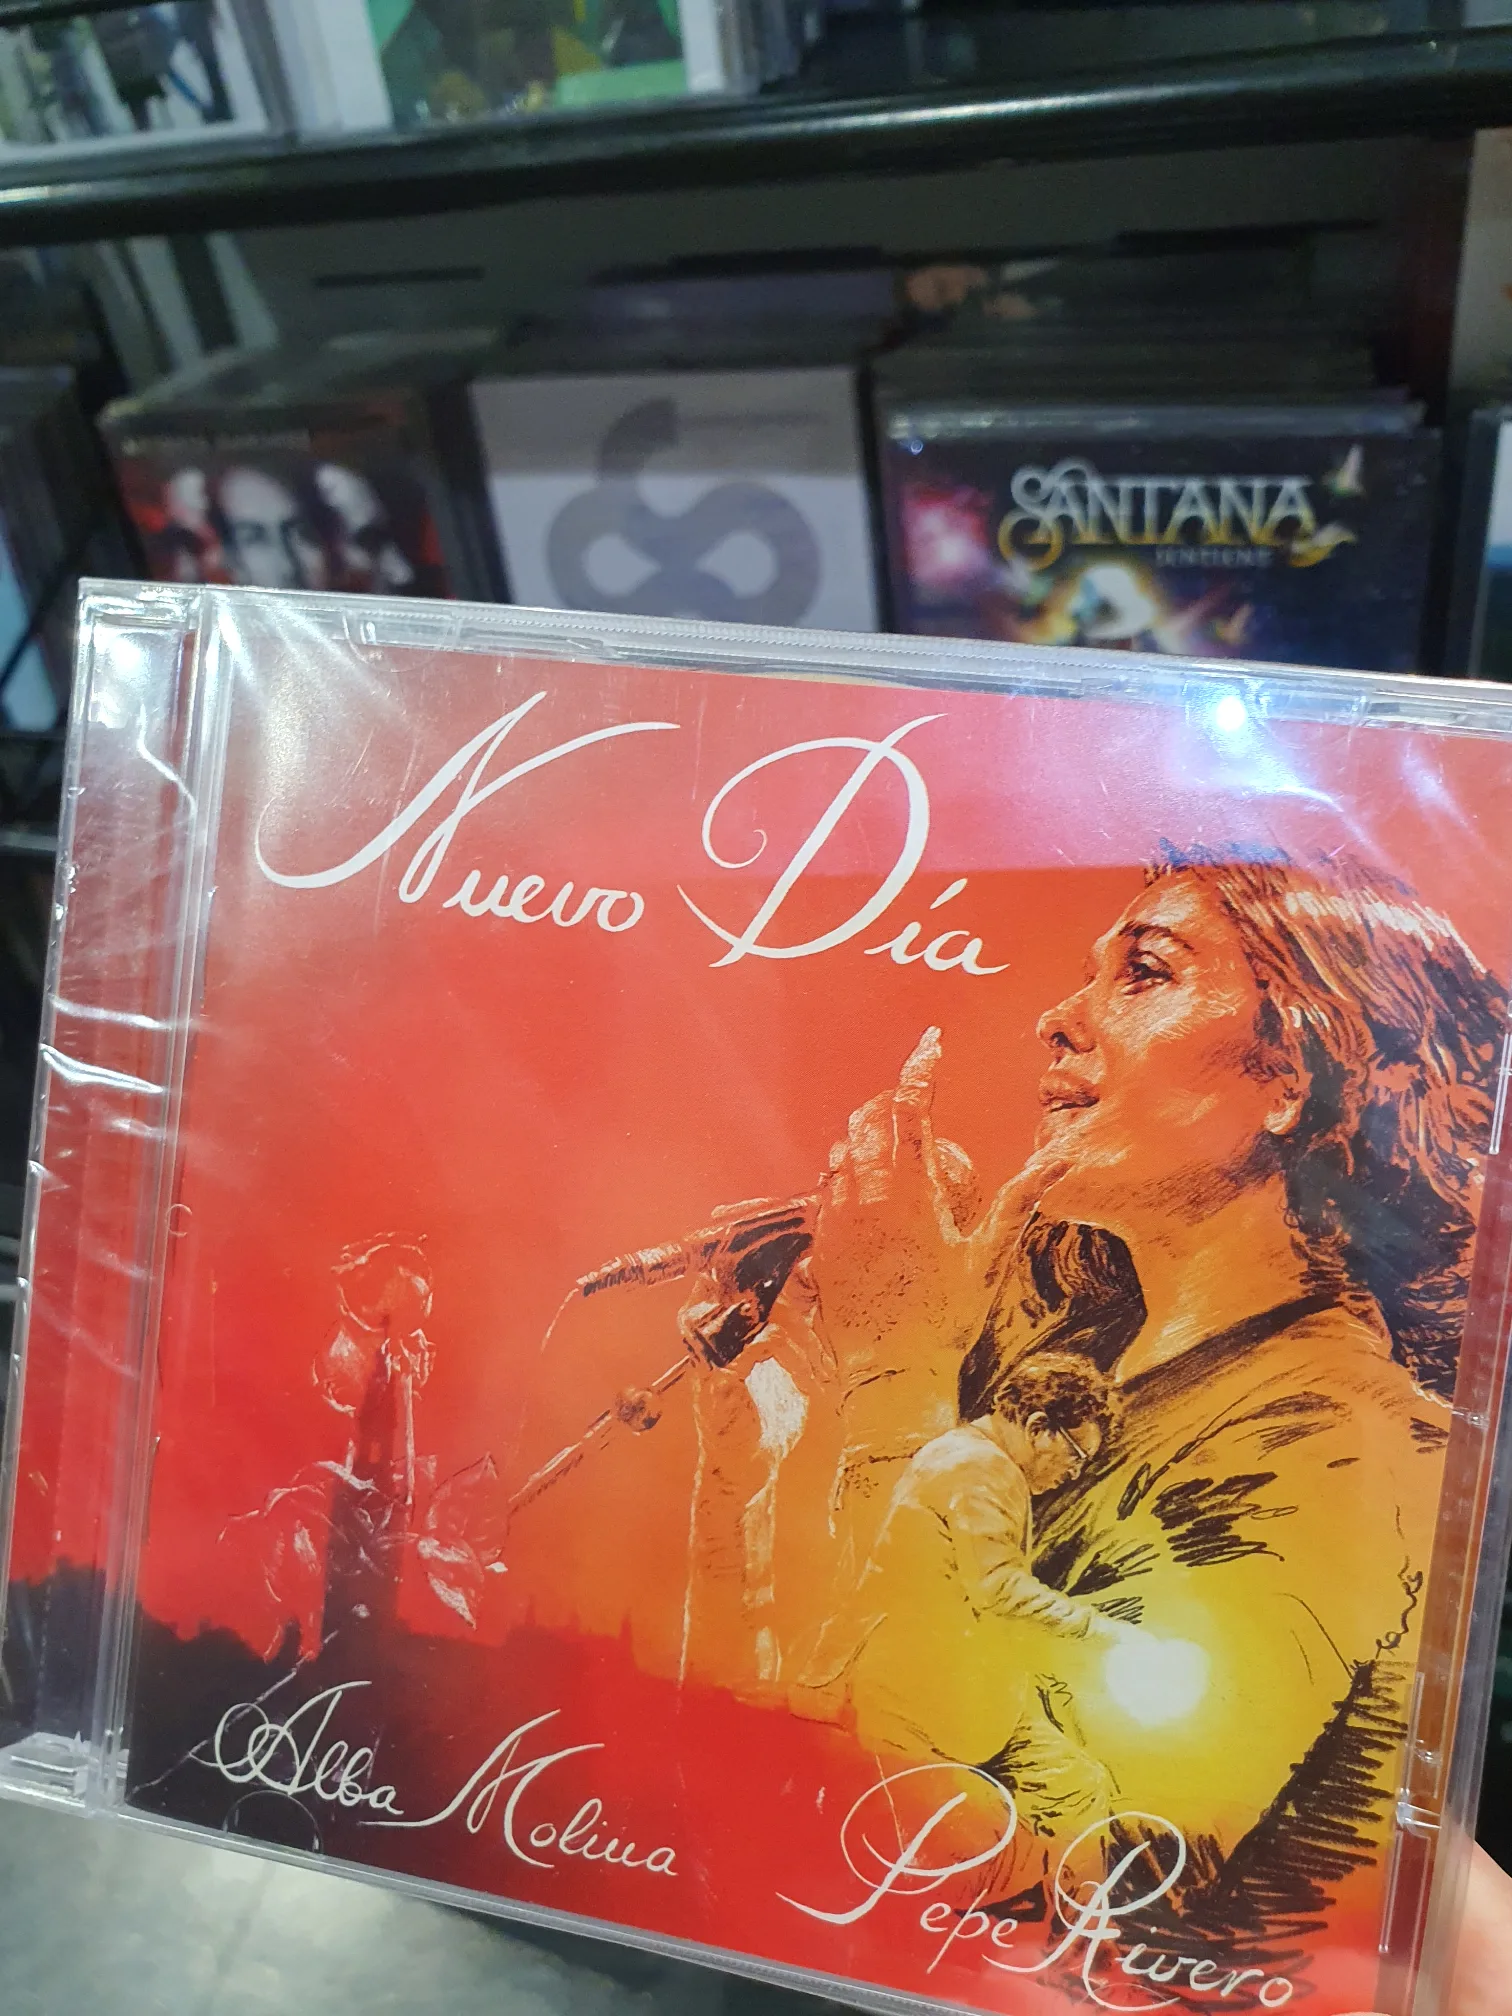 SANTANA
Nuevo Día
Alba Molina
Pepe Rivero